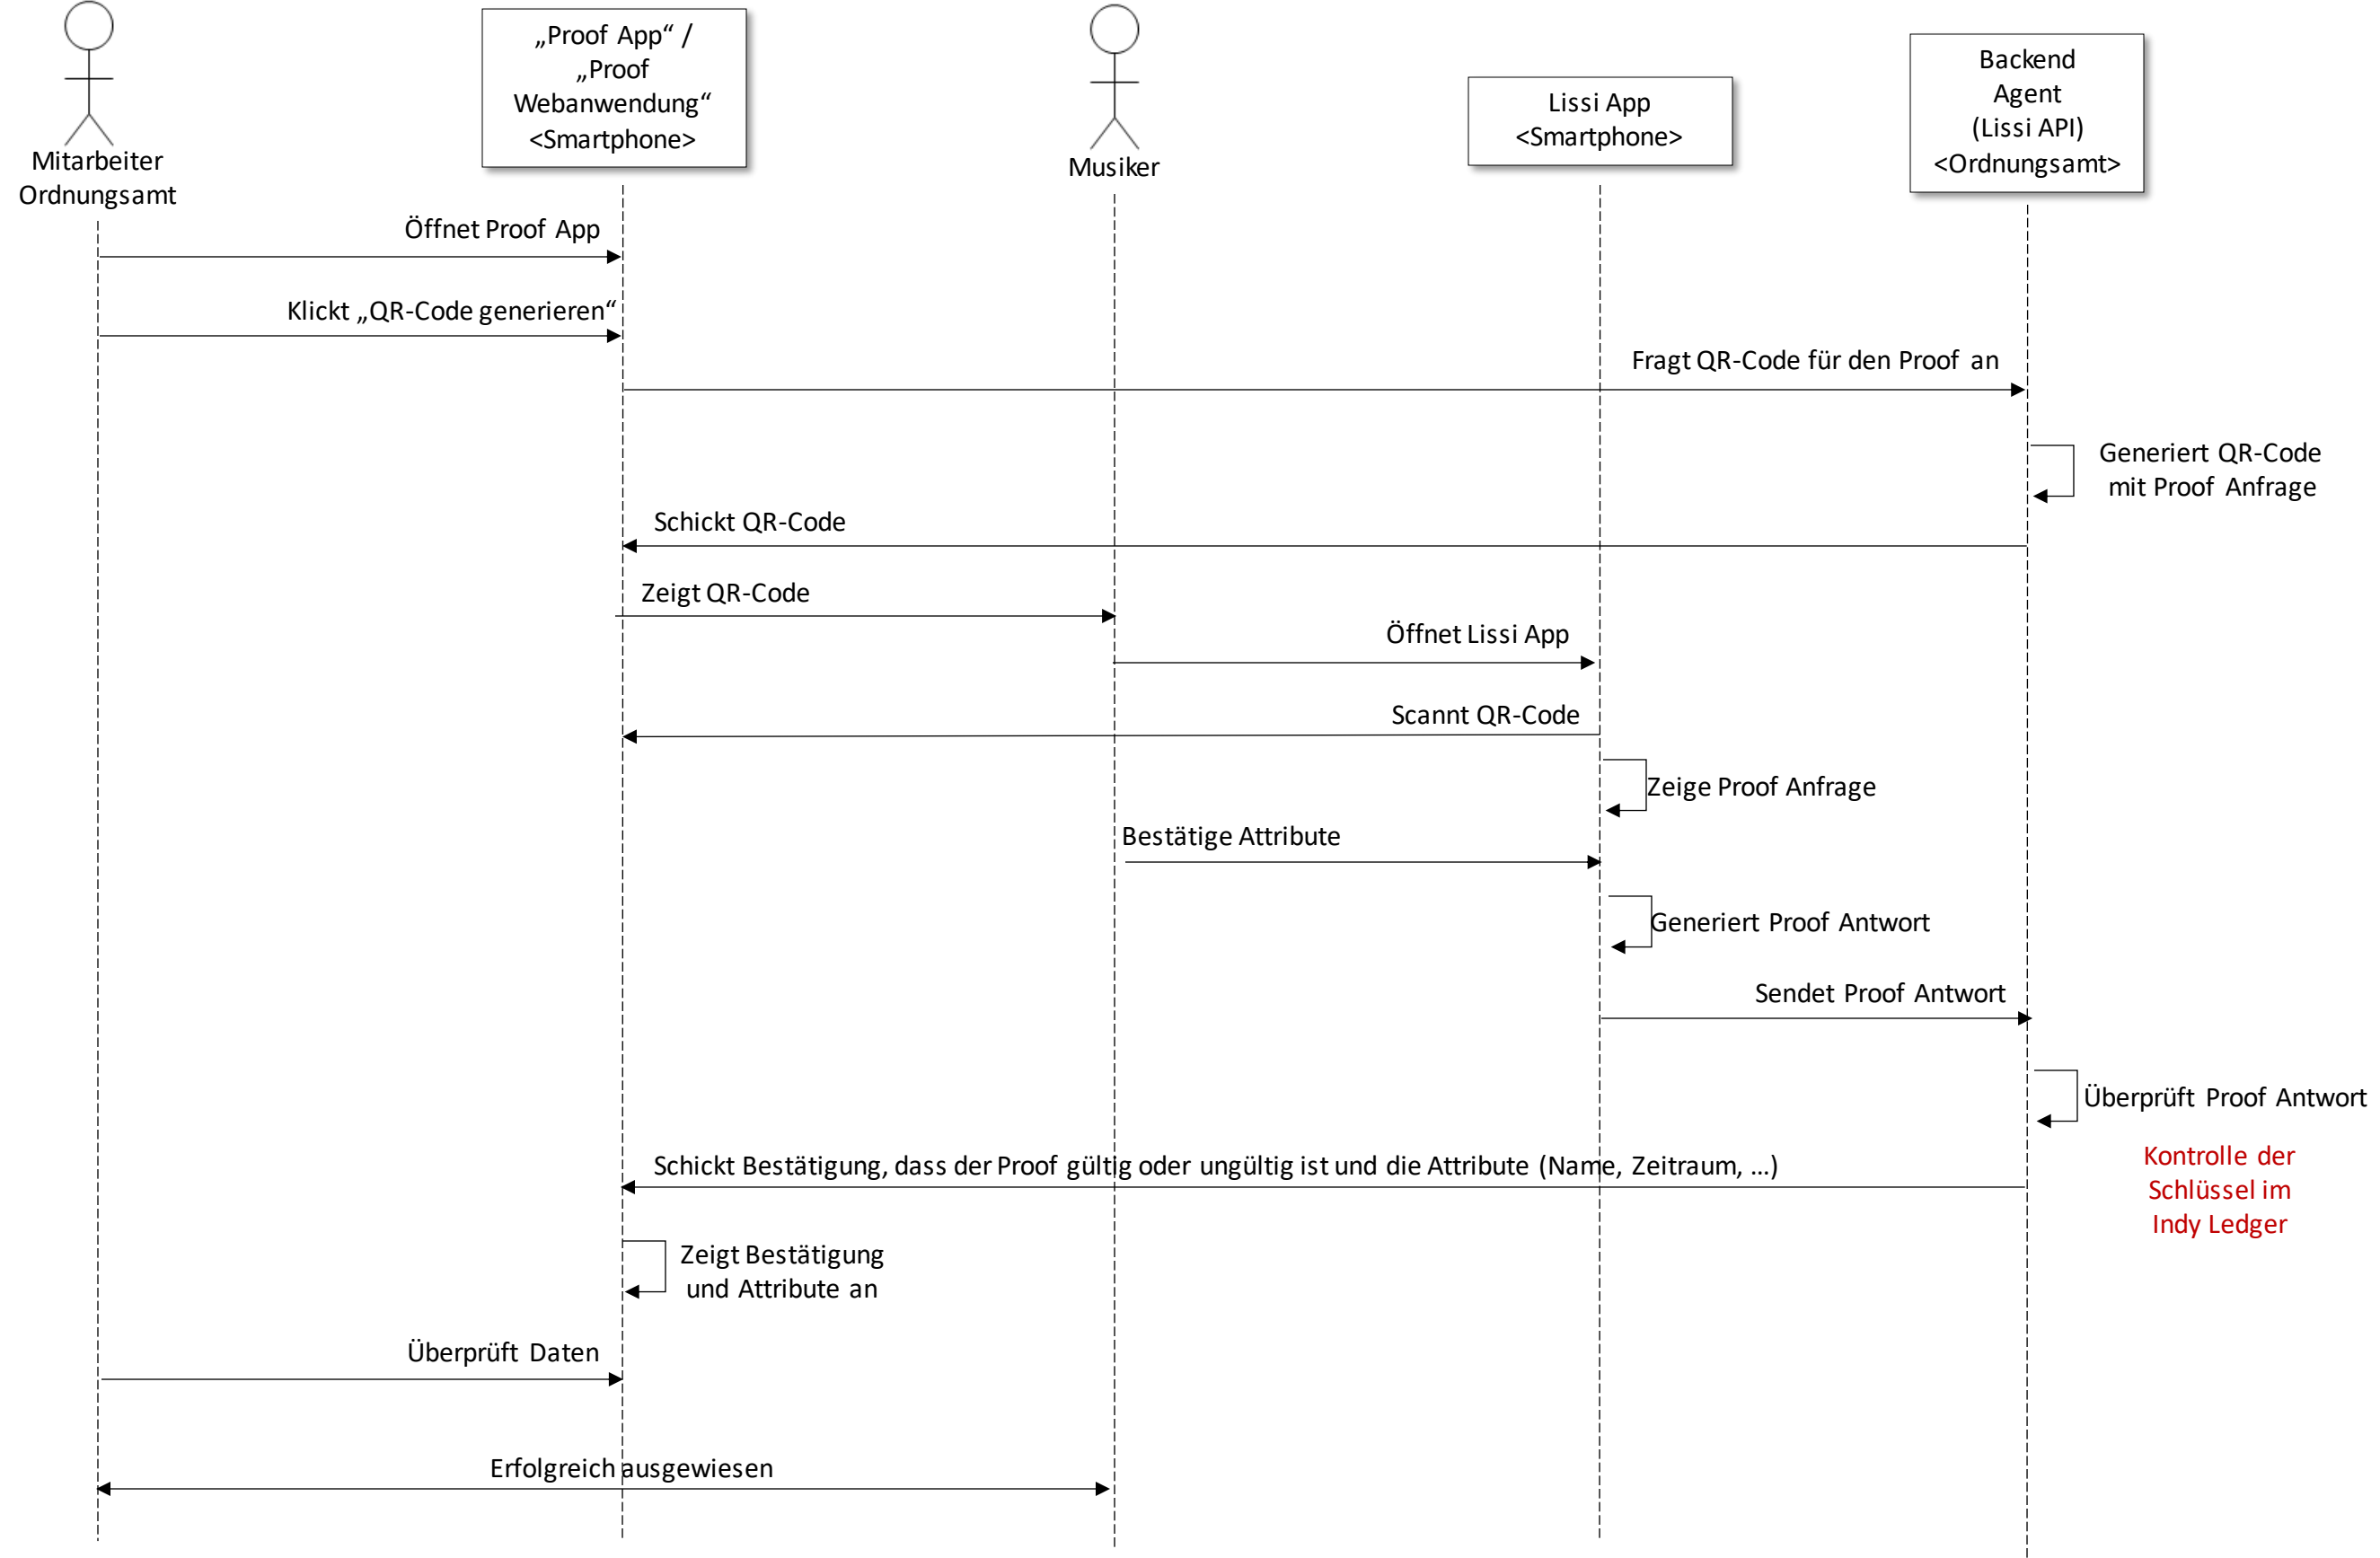 „Proof App“ /
„Proof
Webanwendung“
<Smartphone>
Backend
Agent
(Lissi API)
<Ordnungsamt>
Lissi App
<Smartphone>
Mitarbeiter
Ordnungsamt
Musiker
Öffnet Proof App
Klickt „QR-Code generieren“
Fragt QR-Code für den Proof an
Generiert QR-Code
mit Proof Anfrage
Schickt QR-Code
Zeigt QR-Code
Öffnet Lissi App
Scannt QR-Code
Zeige Proof Anfrage
Bestätige Attribute
Generiert Proof Antwort
Sendet Proof Antwort
Überprüft Proof Antwort
Kontrolle der
Schlüssel im
Indy Ledger
Schickt Bestätigung, dass der Proof gültig oder ungültig ist und die Attribute (Name, Zeitraum, …)
Zeigt Bestätigung
und Attribute an
Überprüft Daten
Erfolgreich ausgewiesen